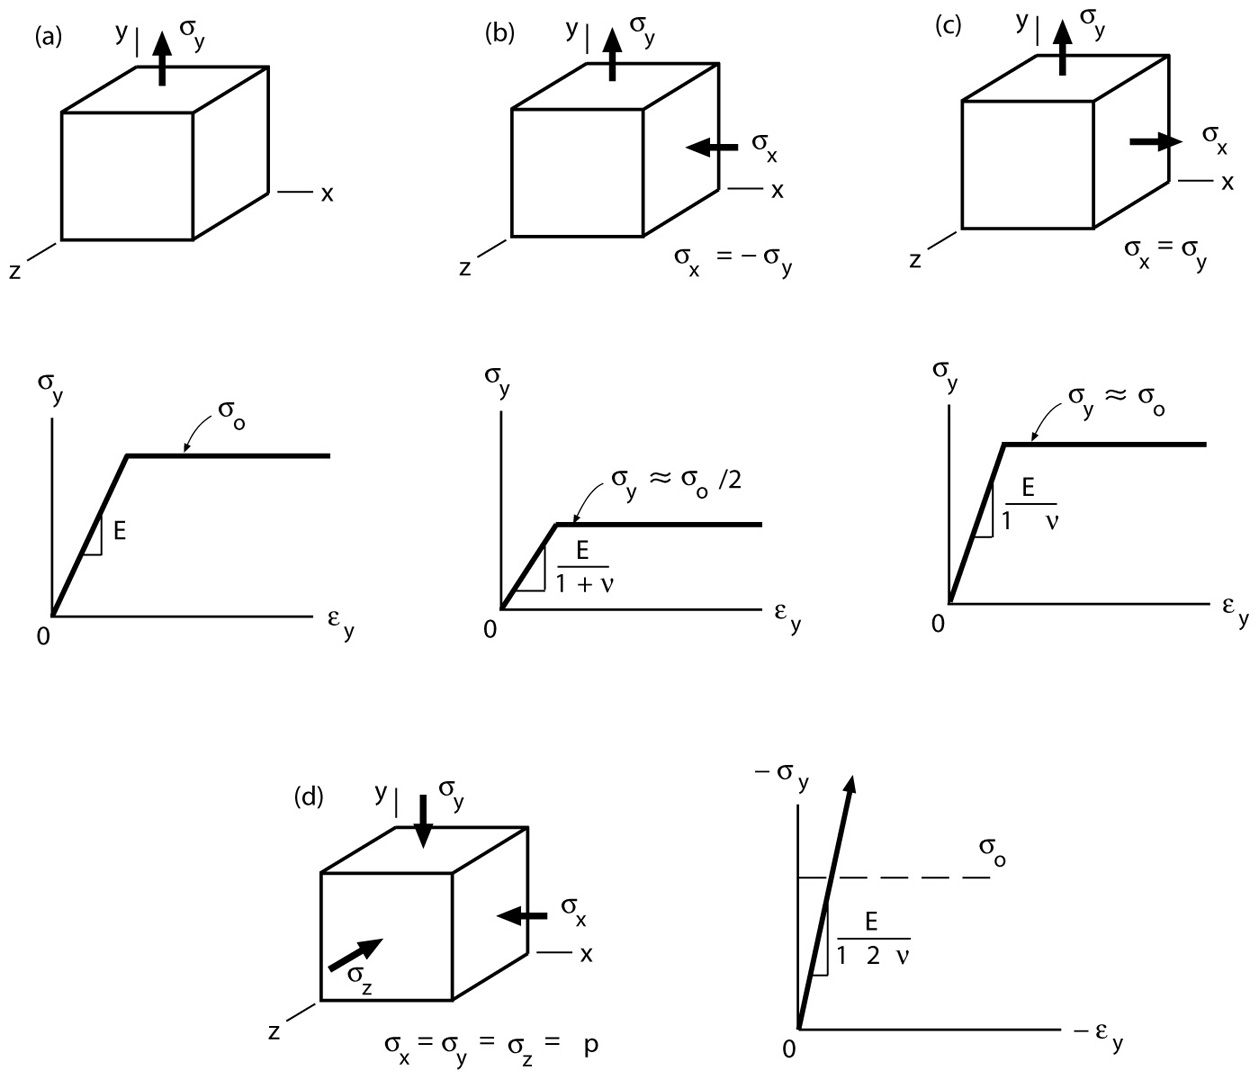 (a) y σy
x
z
(b) y σy
σx
x
z
σx = − σy
(c) y σy
σx
x
z
σx = σy
σy
σo
E
0
εy
σy
σy ≈ σo /2
E
1 + ν
0
εy
σy
σy ≈ σo
E
1 ν
0
εy
(d) y σy
σx
x
σz
z
σx = σy = σz = p
− σy
σo
E
1 2 ν
0
− εy